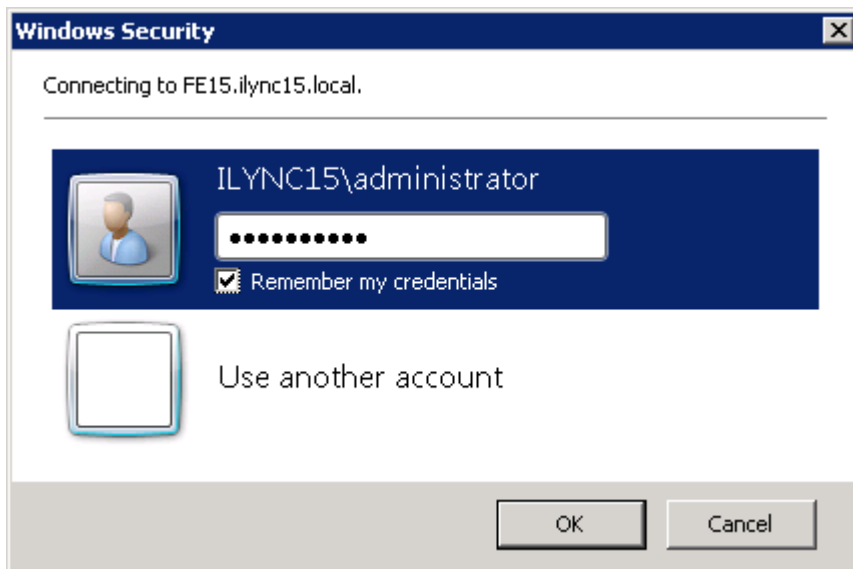 Windows Security
Connecting to FE15.ilync15.local.
ILYNC15\administrator
●●●●●●●●●●
Remember my credentials
Use another account
OK
Cancel